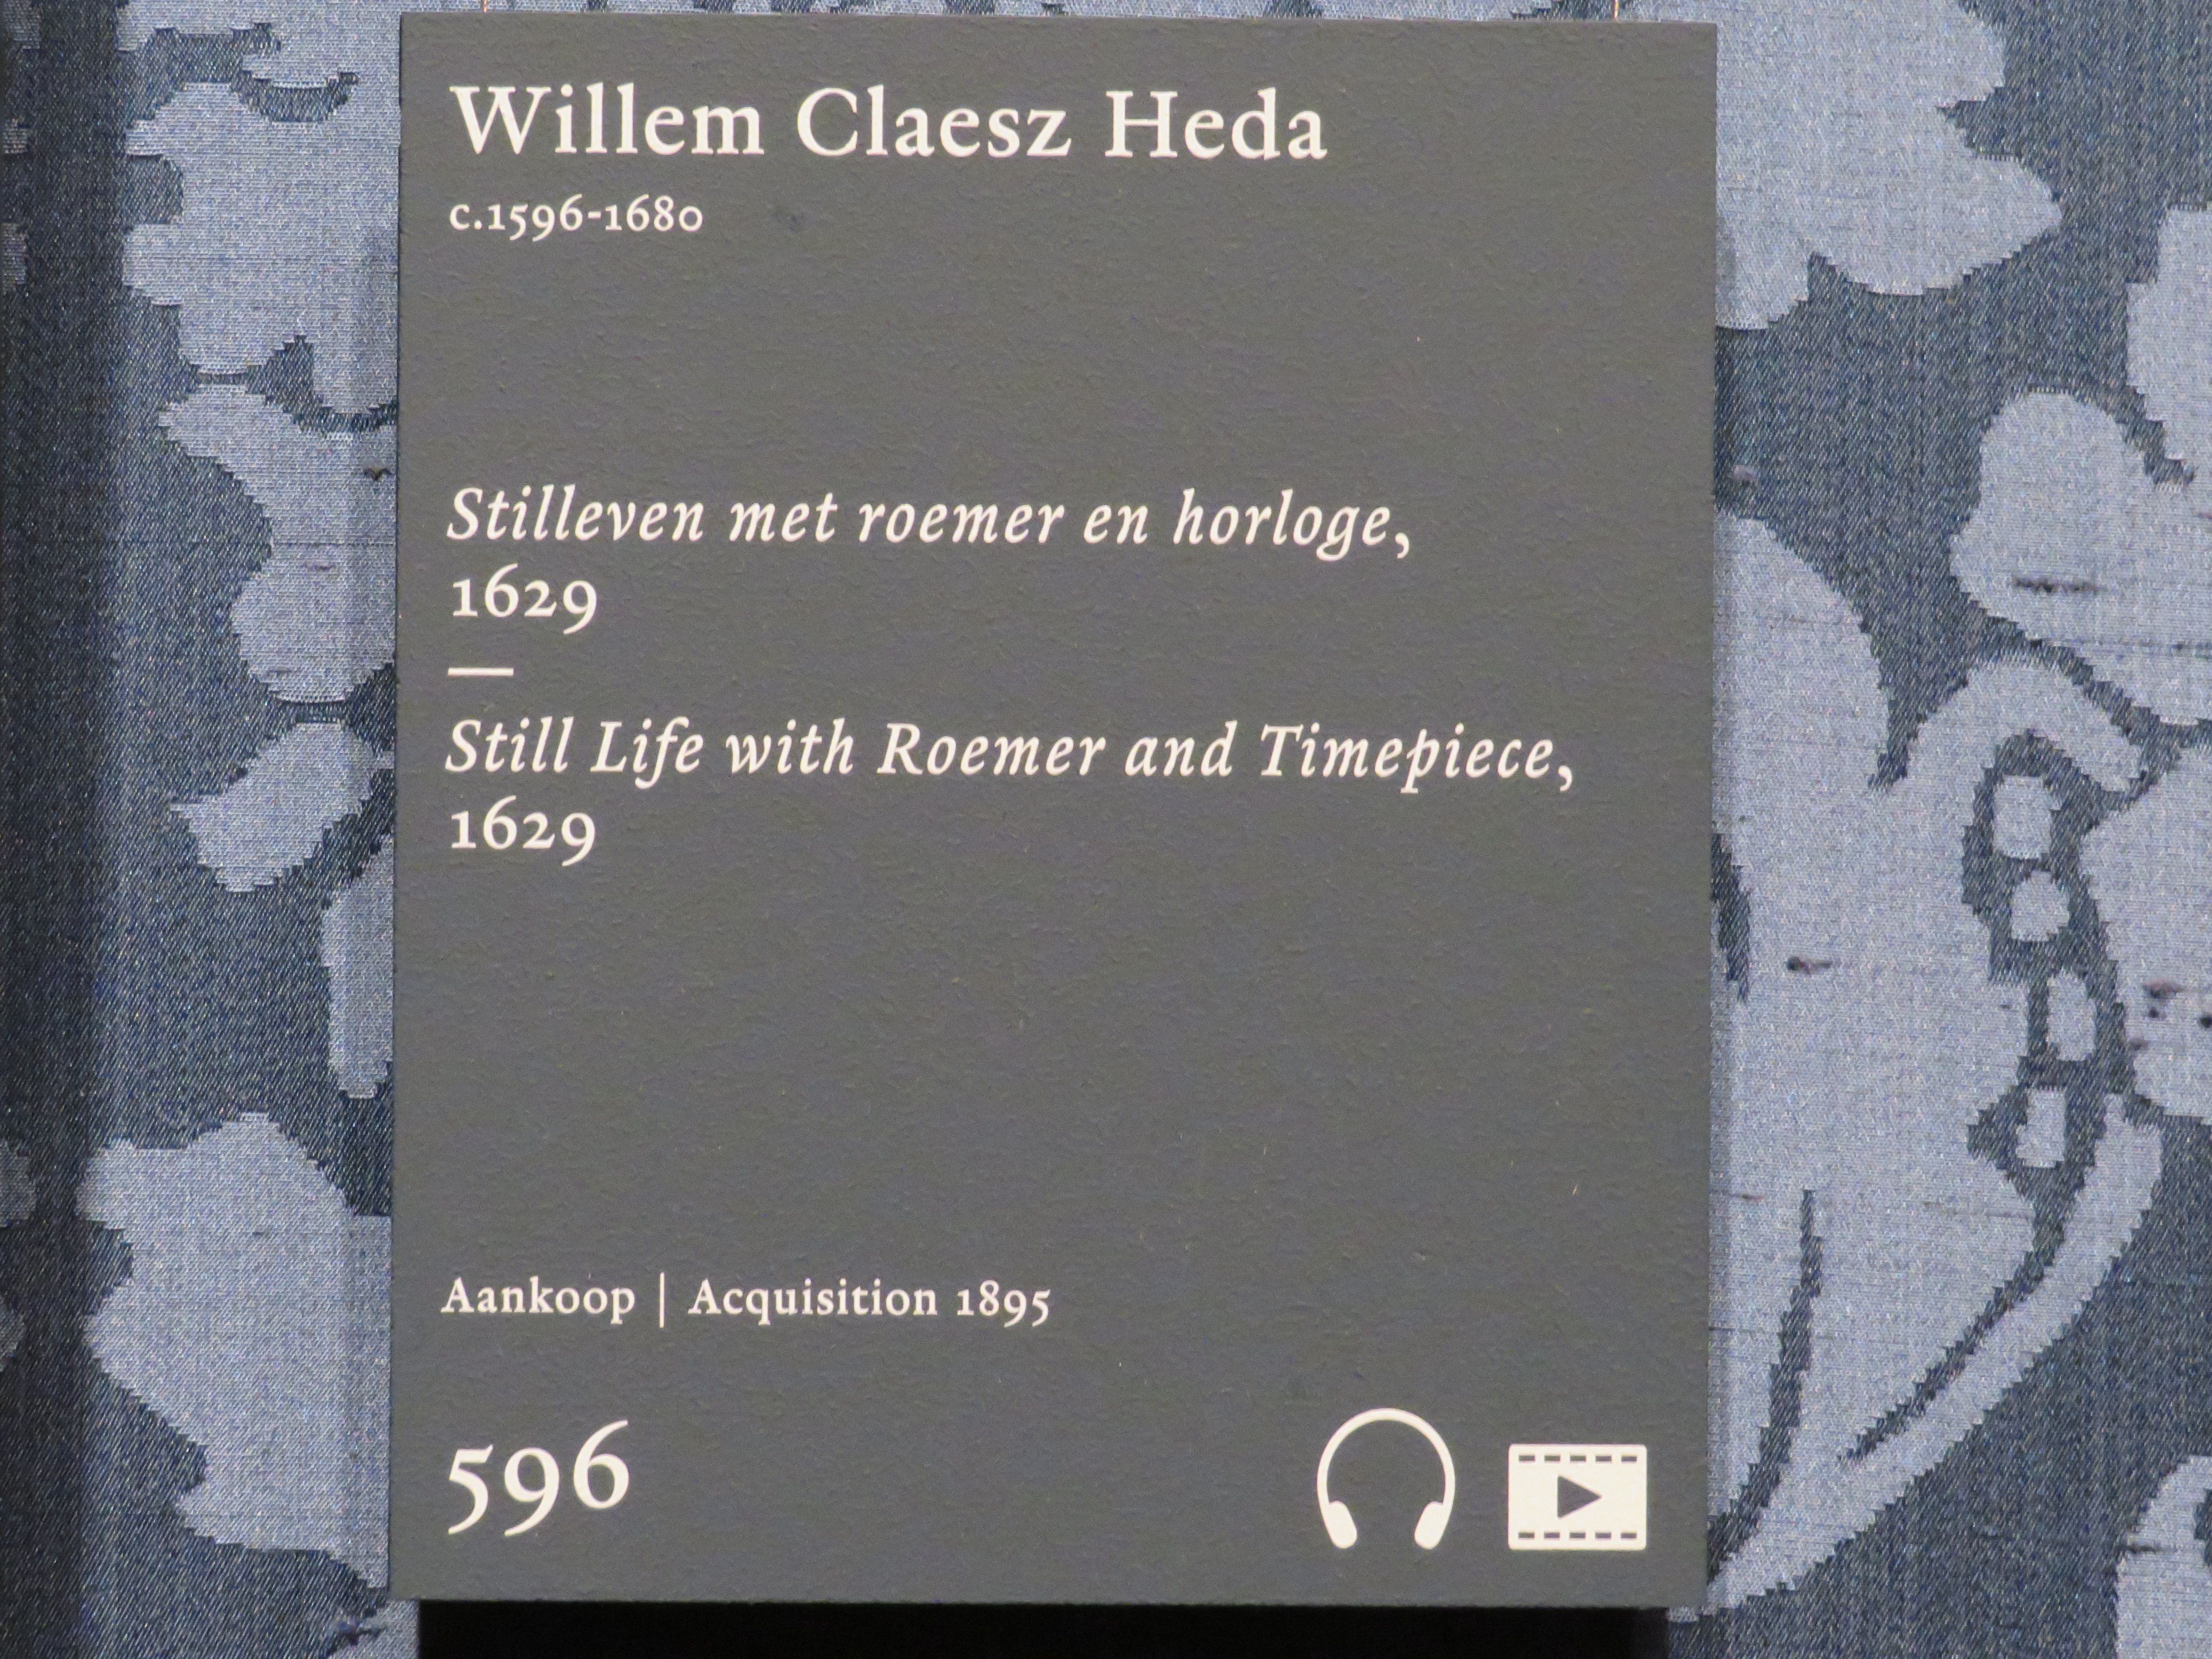 Willem Claesz Heda
c.1596-1680
Stilleven met roemer en horloge,
1629
—
Still Life with Roemer and Timepiece,
1629
Aankoop | Acquisition 1895
596